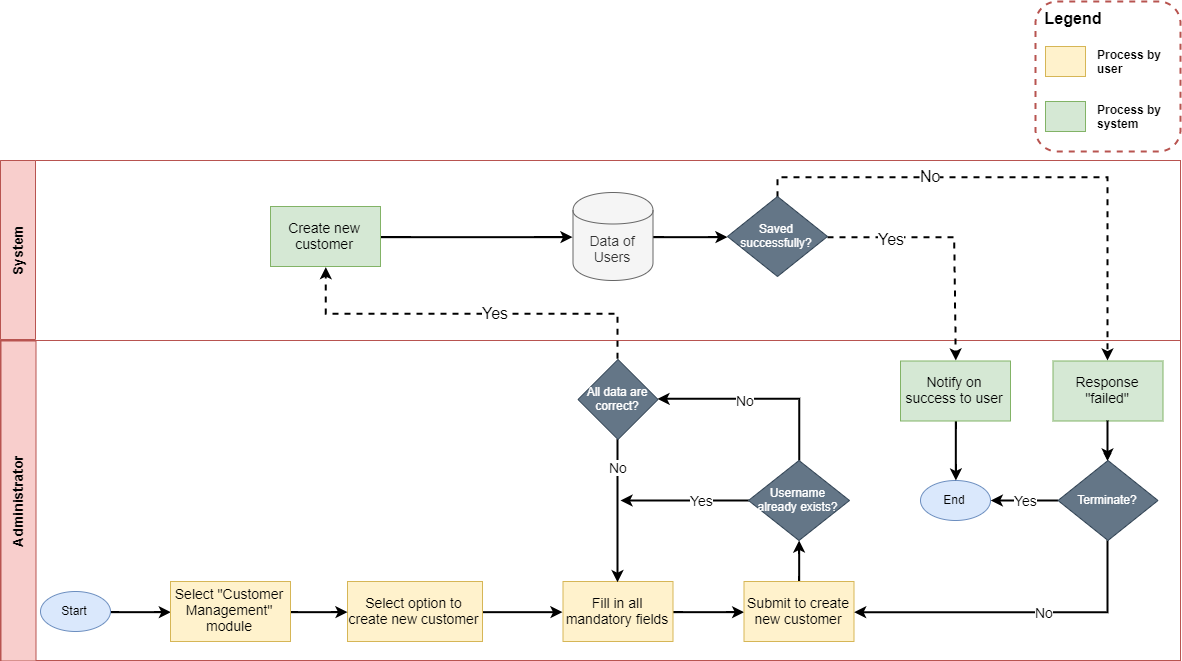 Legend
Process by
user
Process by
system
System
No
Create new
customer
Data of
Users
Saved
successfully?
Yes
Yes
Administrator
All data are
correct?
Notify on
success to user
Response
"failed"
No
No
Username
already exists?
Yes
End
Yes
Terminate?
Start
Select "Customer
Management"
module
Select option to
create new customer
Fill in all
mandatory fields
Submit to create
new customer
No